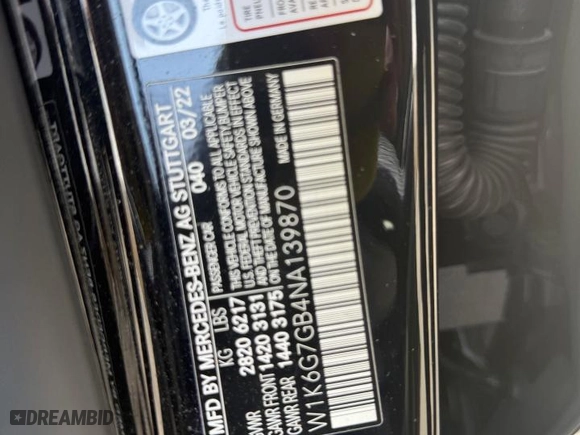 MFD BY MERCEDES-BENZ AG STUTTGART
PASSENGER CAR 040 03/22
KG LBS
GVWR 2820 6217
GAWR FRONT 1420 3131
GAWR REAR 1440 3175
THIS VEHICLE CONFORMS TO ALL APPLICABLE
U.S. FEDERAL MOTOR VEHICLE SAFETY, BUMPER
AND THEFT PREVENTION STANDARDS IN EFFECT
ON THE DATE OF MANUFACTURE SHOWN ABOVE
MADE IN GERMANY
W1K6G7GB4NA139870
TIRE
The
DREAMBID